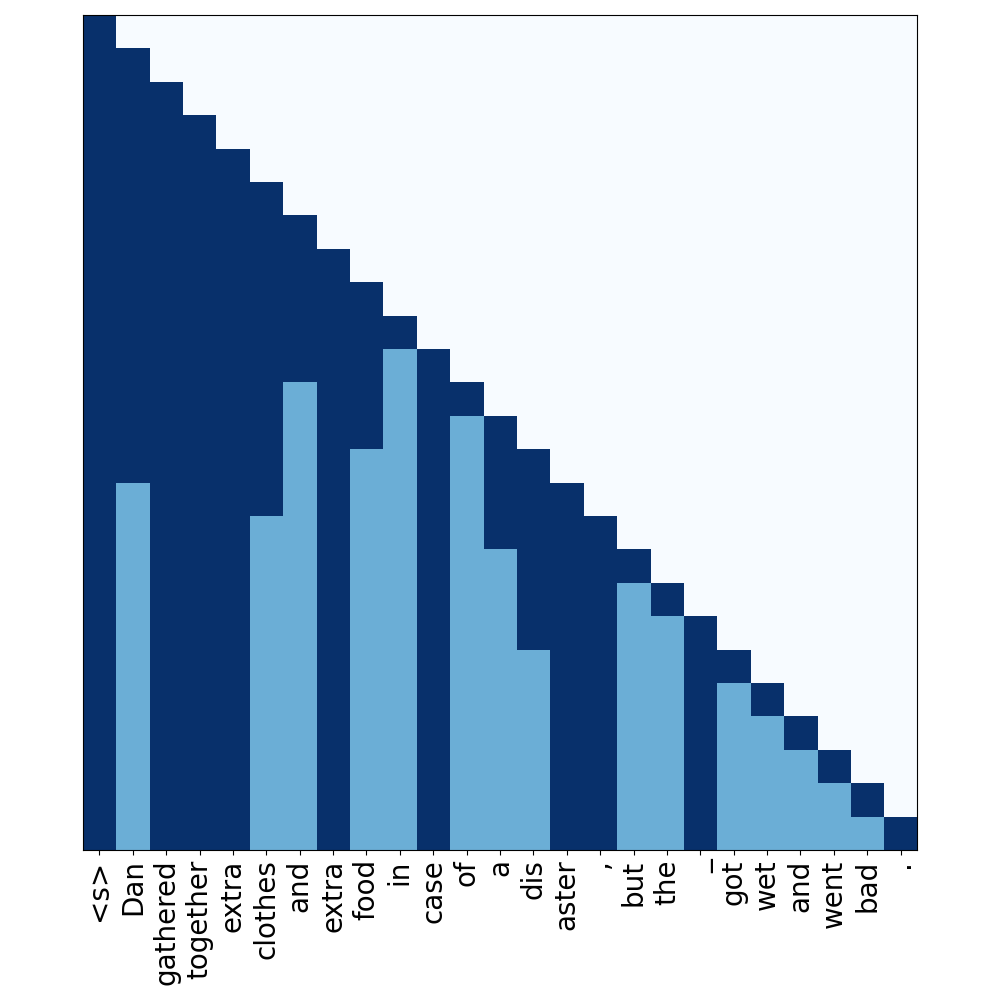 <s>
Dan
gathered
together
extra
clothes
and
extra
food
in
case
of
a
dis
aster
,
but
the
_
got
wet
and
went
bad
.